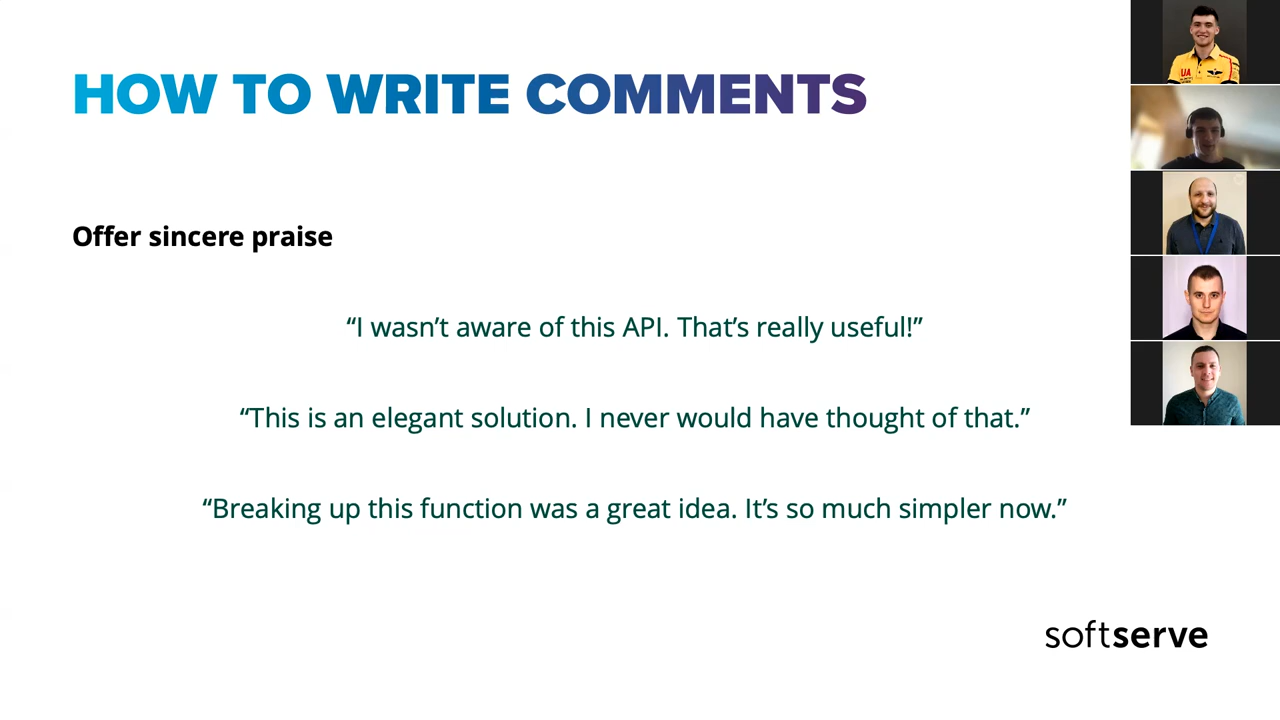 HOW TO WRITE COMMENTS
Offer sincere praise
“I wasn’t aware of this API. That’s really useful!”
“This is an elegant solution. I never would have thought of that.”
“Breaking up this function was a great idea. It’s so much simpler now.”
softserve
UA